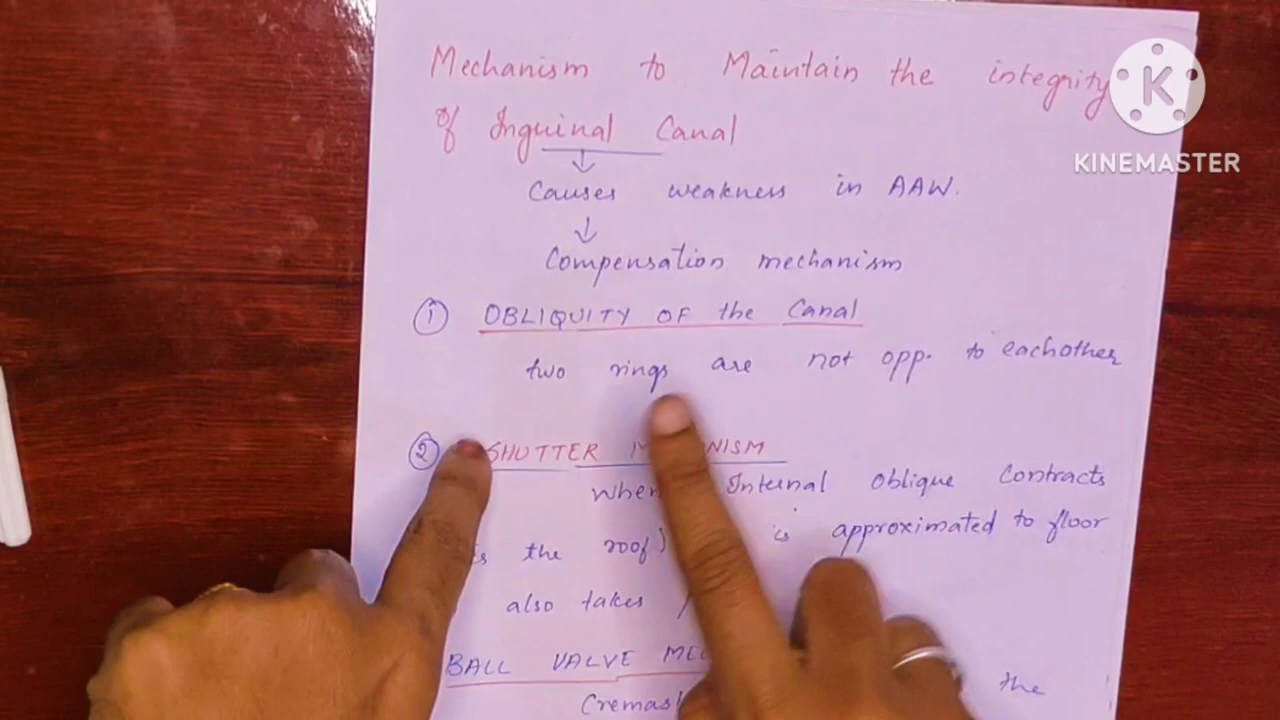 Mechanism to Maintain the integrity
of Inguinal Canal
↓
Causes weakness in AAW.
↓
Compensation mechanism
① OBLIQUITY OF the Canal
two rings are not opp. to eachother
② SHUTTER NISM
when Internal oblique contracts
the roof) is approximated to floor
also takes
BALL VALVE
the
K
KINEMASTER